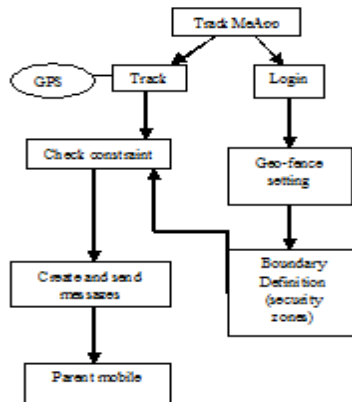 Track MeAoo
GPS
Track
Login
Check constraint
Geo-fence
setting
Create and send
messages
Boundary
Definition
(security
zones)
Parent mobile